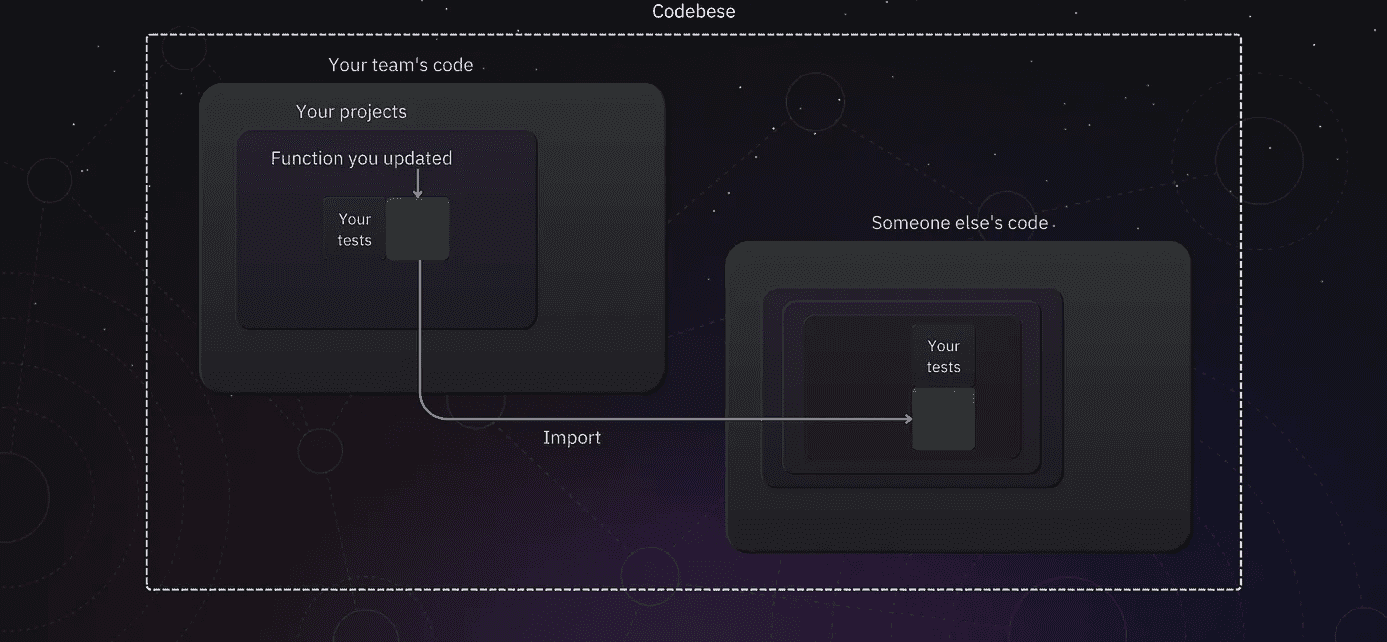 Codebese
Your team's code
Your projects
Function you updated
Your
tests
Someone else's code
Your
tests
Import